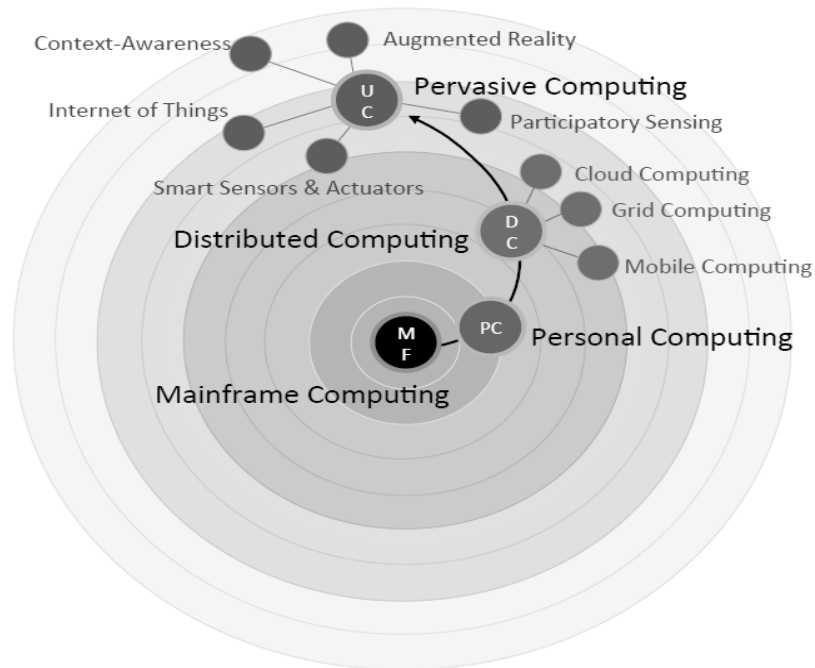 Context-Awareness
Augmented Reality
U
C
Pervasive Computing
Internet of Things
Participatory Sensing
Smart Sensors & Actuators
Cloud Computing
Grid Computing
D
C
Distributed Computing
Mobile Computing
M
F
PC
Personal Computing
Mainframe Computing